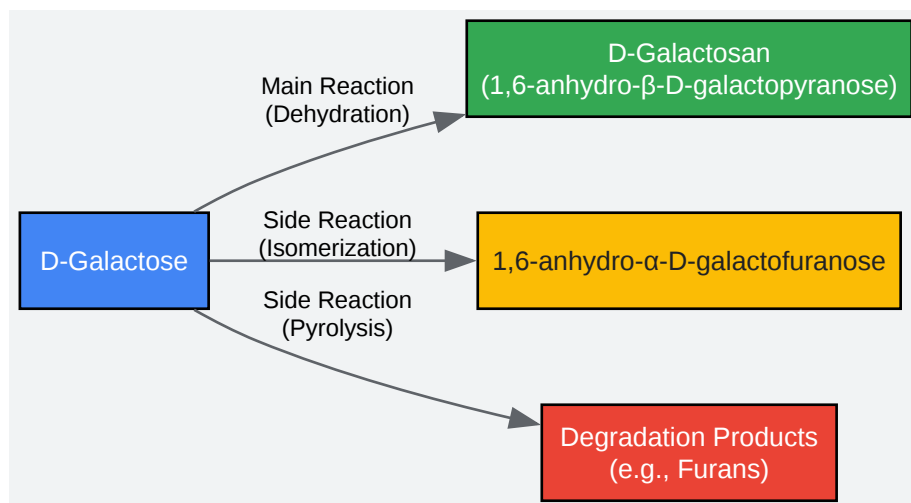 D-Galactosan
(1,6-anhydro-β-D-galactopyranose)
Main Reaction
(Dehydration)
Side Reaction
(Isomerization)
D-Galactose
1,6-anhydro-α-D-galactofuranose
Side Reaction
(Pyrolysis)
Degradation Products
(e.g., Furans)